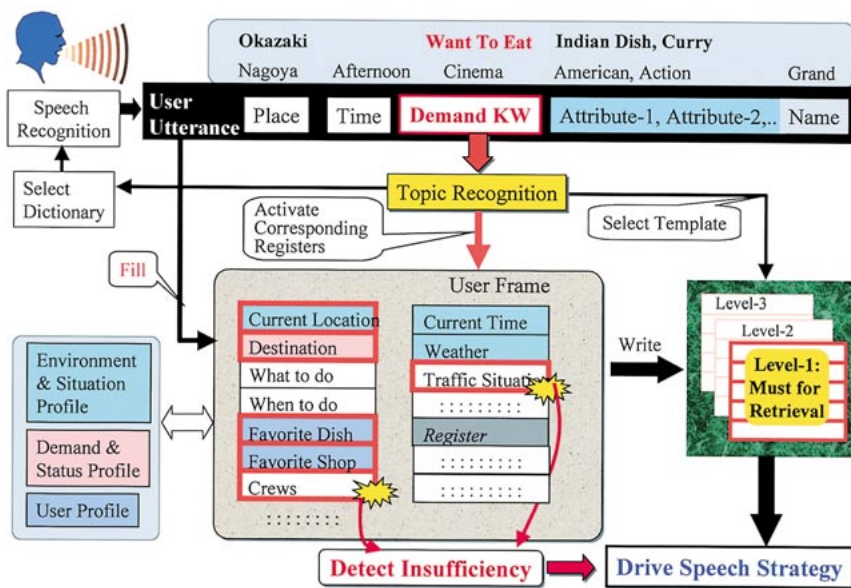 Okazaki Want To Eat Indian Dish, Curry
Nagoya Afternoon Cinema American, Action Grand
Speech
Recognition
User
Utterance
Place
Time
Demand KW
Attribute-1, Attribute-2,..
Name
Select
Dictionary
Topic Recognition
Activate
Corresponding
Registers
Select Template
Fill
User Frame
Current Location
Destination
What to do
When to do
Favorite Dish
Favorite Shop
Crews
Current Time
Weather
Traffic Situati
Register
Write
Level-3
Level-2
Level-1:
Must for
Retrieval
Environment
& Situation
Profile
Demand &
Status Profile
User Profile
Detect Insufficiency
Drive Speech Strategy